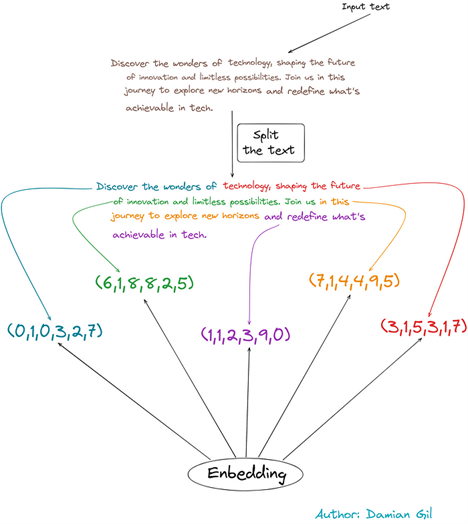 Input text
Discover the wonders of technology, shaping the future
of innovation and limitless possibilities. Join us in this
journey to explore new horizons and redefine what's
achievable in tech.
Split
the text
Discover the wonders of technology, shaping the future
of innovation and limitless possibilities. Join us in this
journey to explore new horizons and redefine what's
achievable in tech.
(6,1,8,8,2,5)
(7,1,4,4,9,5)
(0,1,0,3,2,7)
(1,1,2,3,9,0)
(3,1,5,3,1,7)
Enbedding
Author: Damian Gil